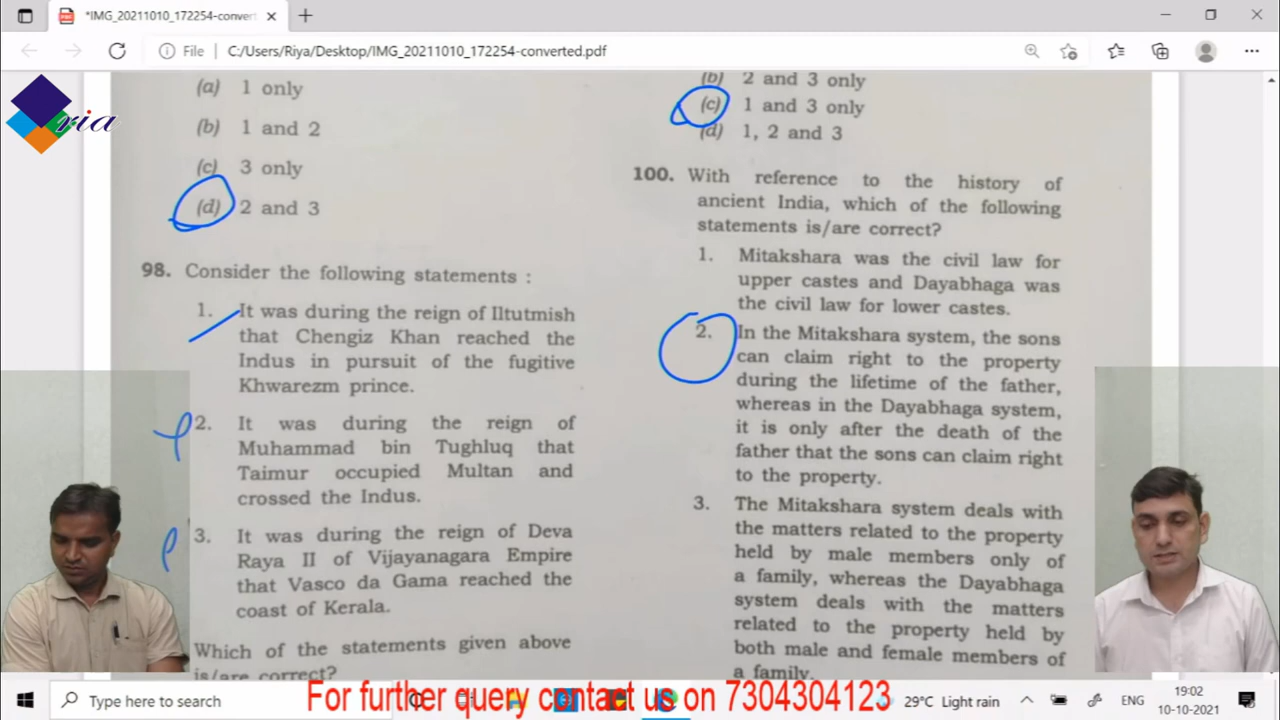 *IMG_20211010_172254-convert
File
C:/Users/Riya/Desktop/IMG_20211010_172254-converted.pdf
ria
(a) 1 only
(b) 1 and 2
(c) 3 only
(d) 2 and 3
98. Consider the following statements :
1. It was during the reign of Iltutmish
that Chengiz Khan reached the
Indus in pursuit of the fugitive
Khwarezm prince.
2. It was during the reign of
Muhammad bin Tughluq that
Taimur occupied Multan and
crossed the Indus.
3. It was during the reign of Deva
Raya II of Vijayanagara Empire
that Vasco da Gama reached the
coast of Kerala.
Which of the statements given above
is/are correct?
(b) 2 and 3 only
(c) 1 and 3 only
(d) 1, 2 and 3
100. With reference to the history of
ancient India, which of the following
statements is/are correct?
1. Mitakshara was the civil law for
upper castes and Dayabhaga was
the civil law for lower castes.
2. In the Mitakshara system, the sons
can claim right to the property
during the lifetime of the father,
whereas in the Dayabhaga system,
it is only after the death of the
father that the sons can claim right
to the property.
3. The Mitakshara system deals with
the matters related to the property
held by male members only of
a family, whereas the Dayabhaga
system deals with the matters
related to the property held by
both male and female members of
a family.
For further query contact us on 7304304123
Type here to search
29°C Light rain
ENG
19:02
10-10-2021